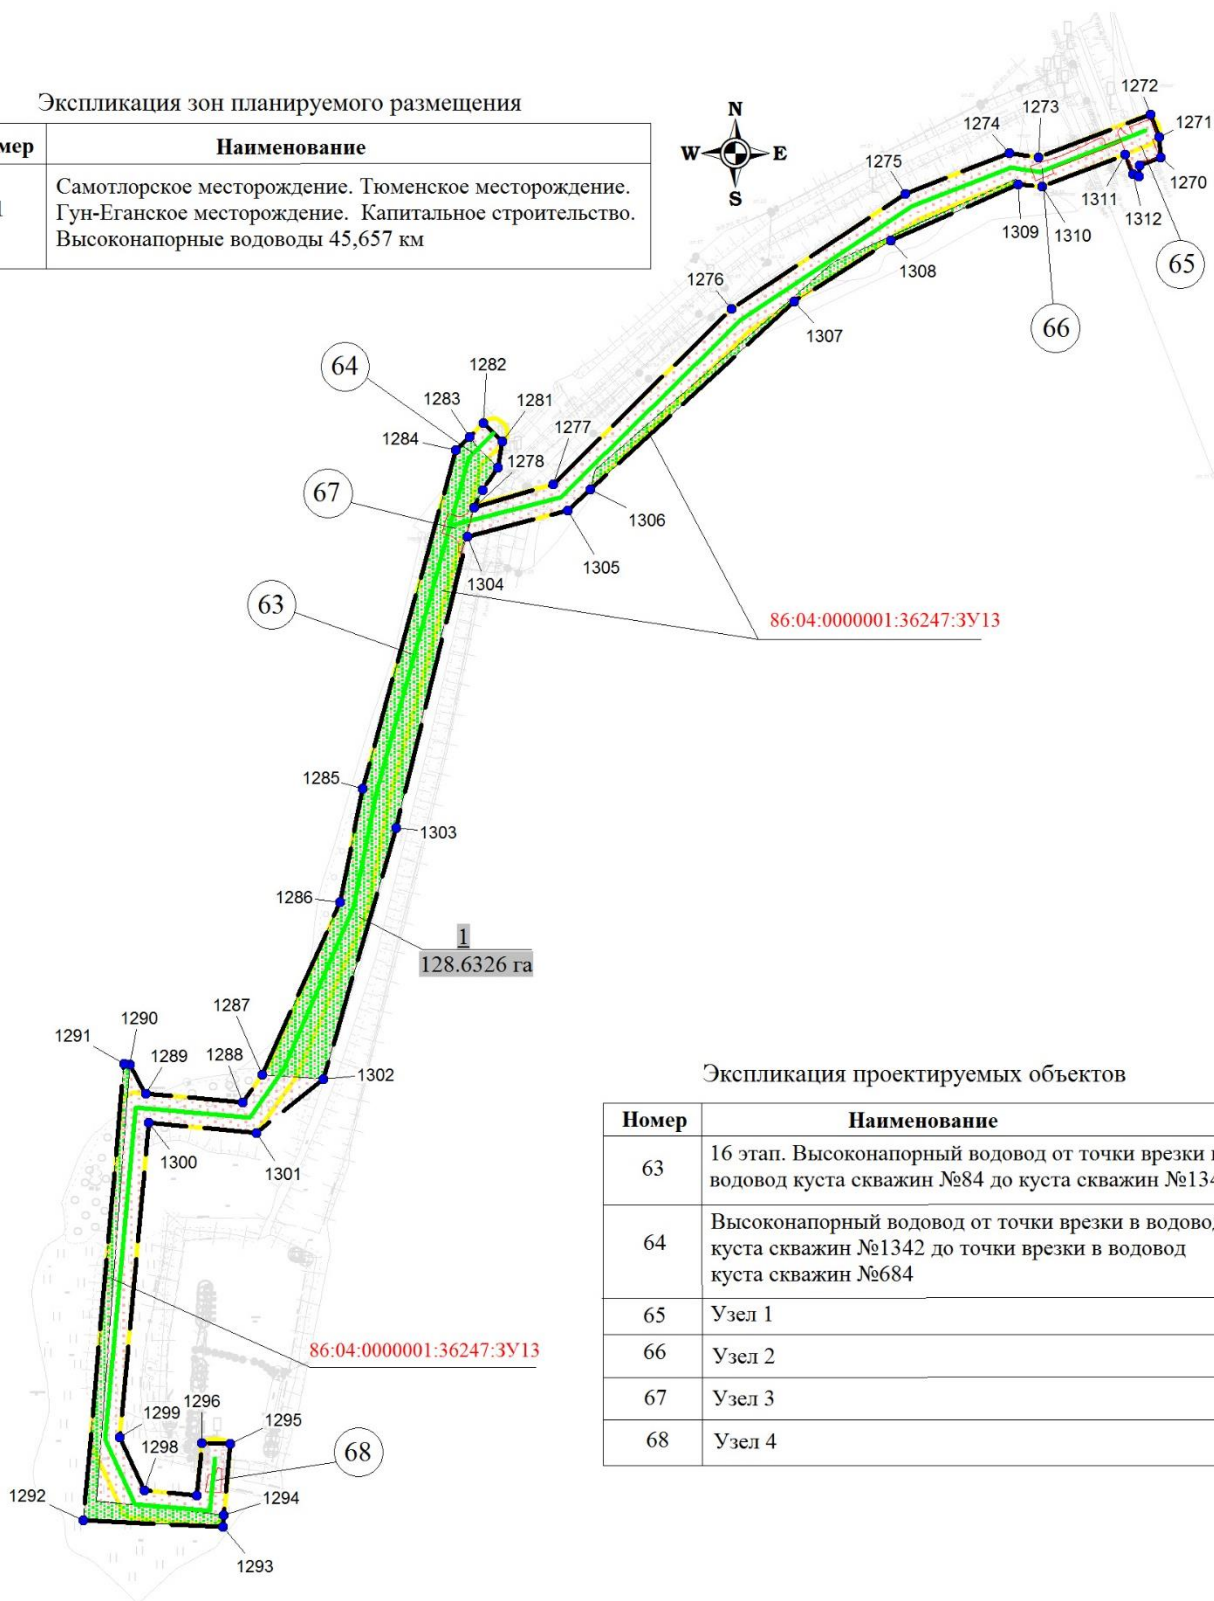 Экспликация зон планируемого размещения
мер Наименование
1 Самотлорское месторождение. Тюменское месторождение.
Гун-Еганское месторождение. Капитальное строительство.
Высоконапорные водоводы 45,657 км
N
W E
S
1272
1273
1274
1271
1275
1270
1311
1312
1309
1310
65
1308
1276
1307
66
64
1282
1283
1281
1284
1277
1278
67
1306
1305
1304
63
86:04:0000001:36247:ЗУ13
1285
1303
1286
1
128.6326 га
1287
1290
1291
1289
1288
1302
1300
1301
86:04:0000001:36247:ЗУ13
1296
1295
1299
1298
68
1292
1294
1293
Экспликация проектируемых объектов
Номер Наименование
63 16 этап. Высоконапорный водовод от точки врезки в
водовод куста скважин №84 до куста скважин №134
64 Высоконапорный водовод от точки врезки в водовод
куста скважин №1342 до точки врезки в водовод
куста скважин №684
65 Узел 1
66 Узел 2
67 Узел 3
68 Узел 4